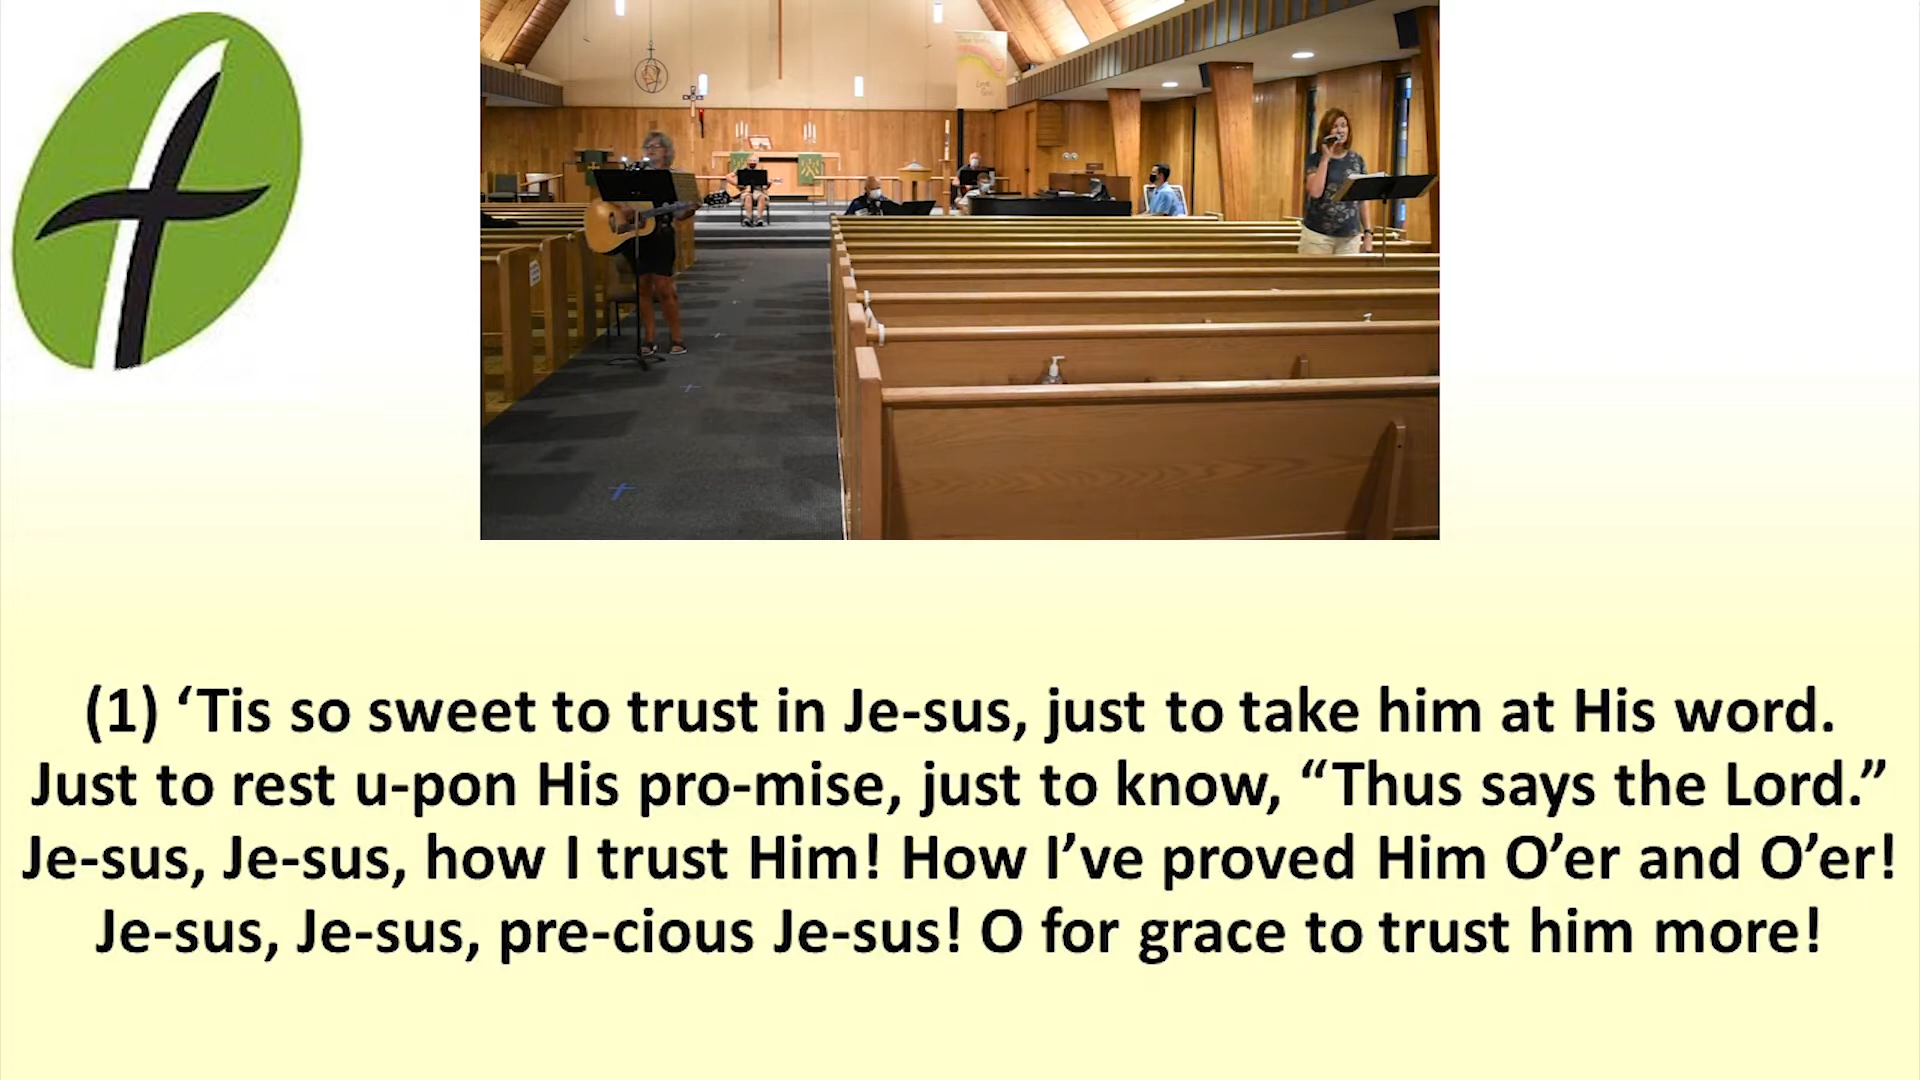 (1) ‘Tis so sweet to trust in Je-sus, just to take him at His word.
Just to rest u-pon His pro-mise, just to know, “Thus says the Lord.”
Je-sus, Je-sus, how I trust Him! How I’ve proved Him O’er and O’er!
Je-sus, Je-sus, pre-cious Je-sus! O for grace to trust him more!